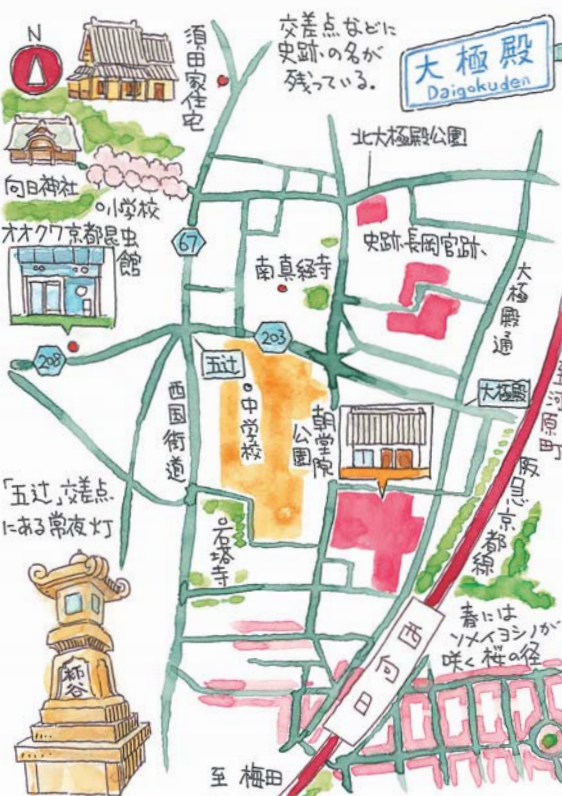 N
須田家住宅
交差点などに
史跡の名が
残っている。
大極殿
Daigokuden
北大極殿公園
向日神社
小学校
オオクワ京都昆虫
館
67
南真経寺
史跡長岡宮跡
大極殿通
208
203
五辻
大極殿
至河原町
西国街道
中学校
朝堂院
公園
阪急京都線
「五辻」交差点
にある常夜灯
石塔寺
柳谷
春には
ソメイヨシノが
咲く桜の径
西向日
至 梅田